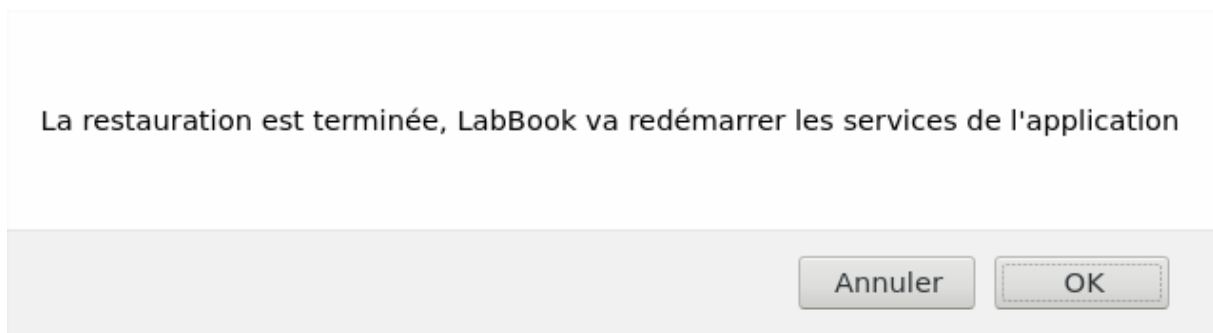 La restauration est terminée, LabBook va redémarrer les services de l'application
Annuler OK